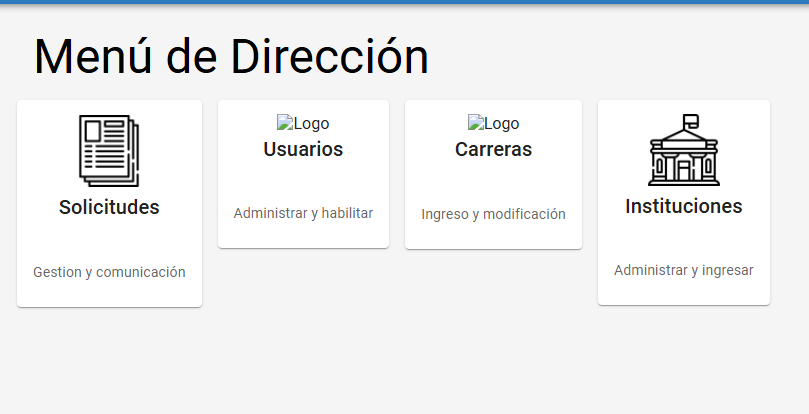 Menú de Dirección
Solicitudes
Gestion y comunicación
Logo
Usuarios
Administrar y habilitar
Logo
Carreras
Ingreso y modificación
Instituciones
Administrar y ingresar